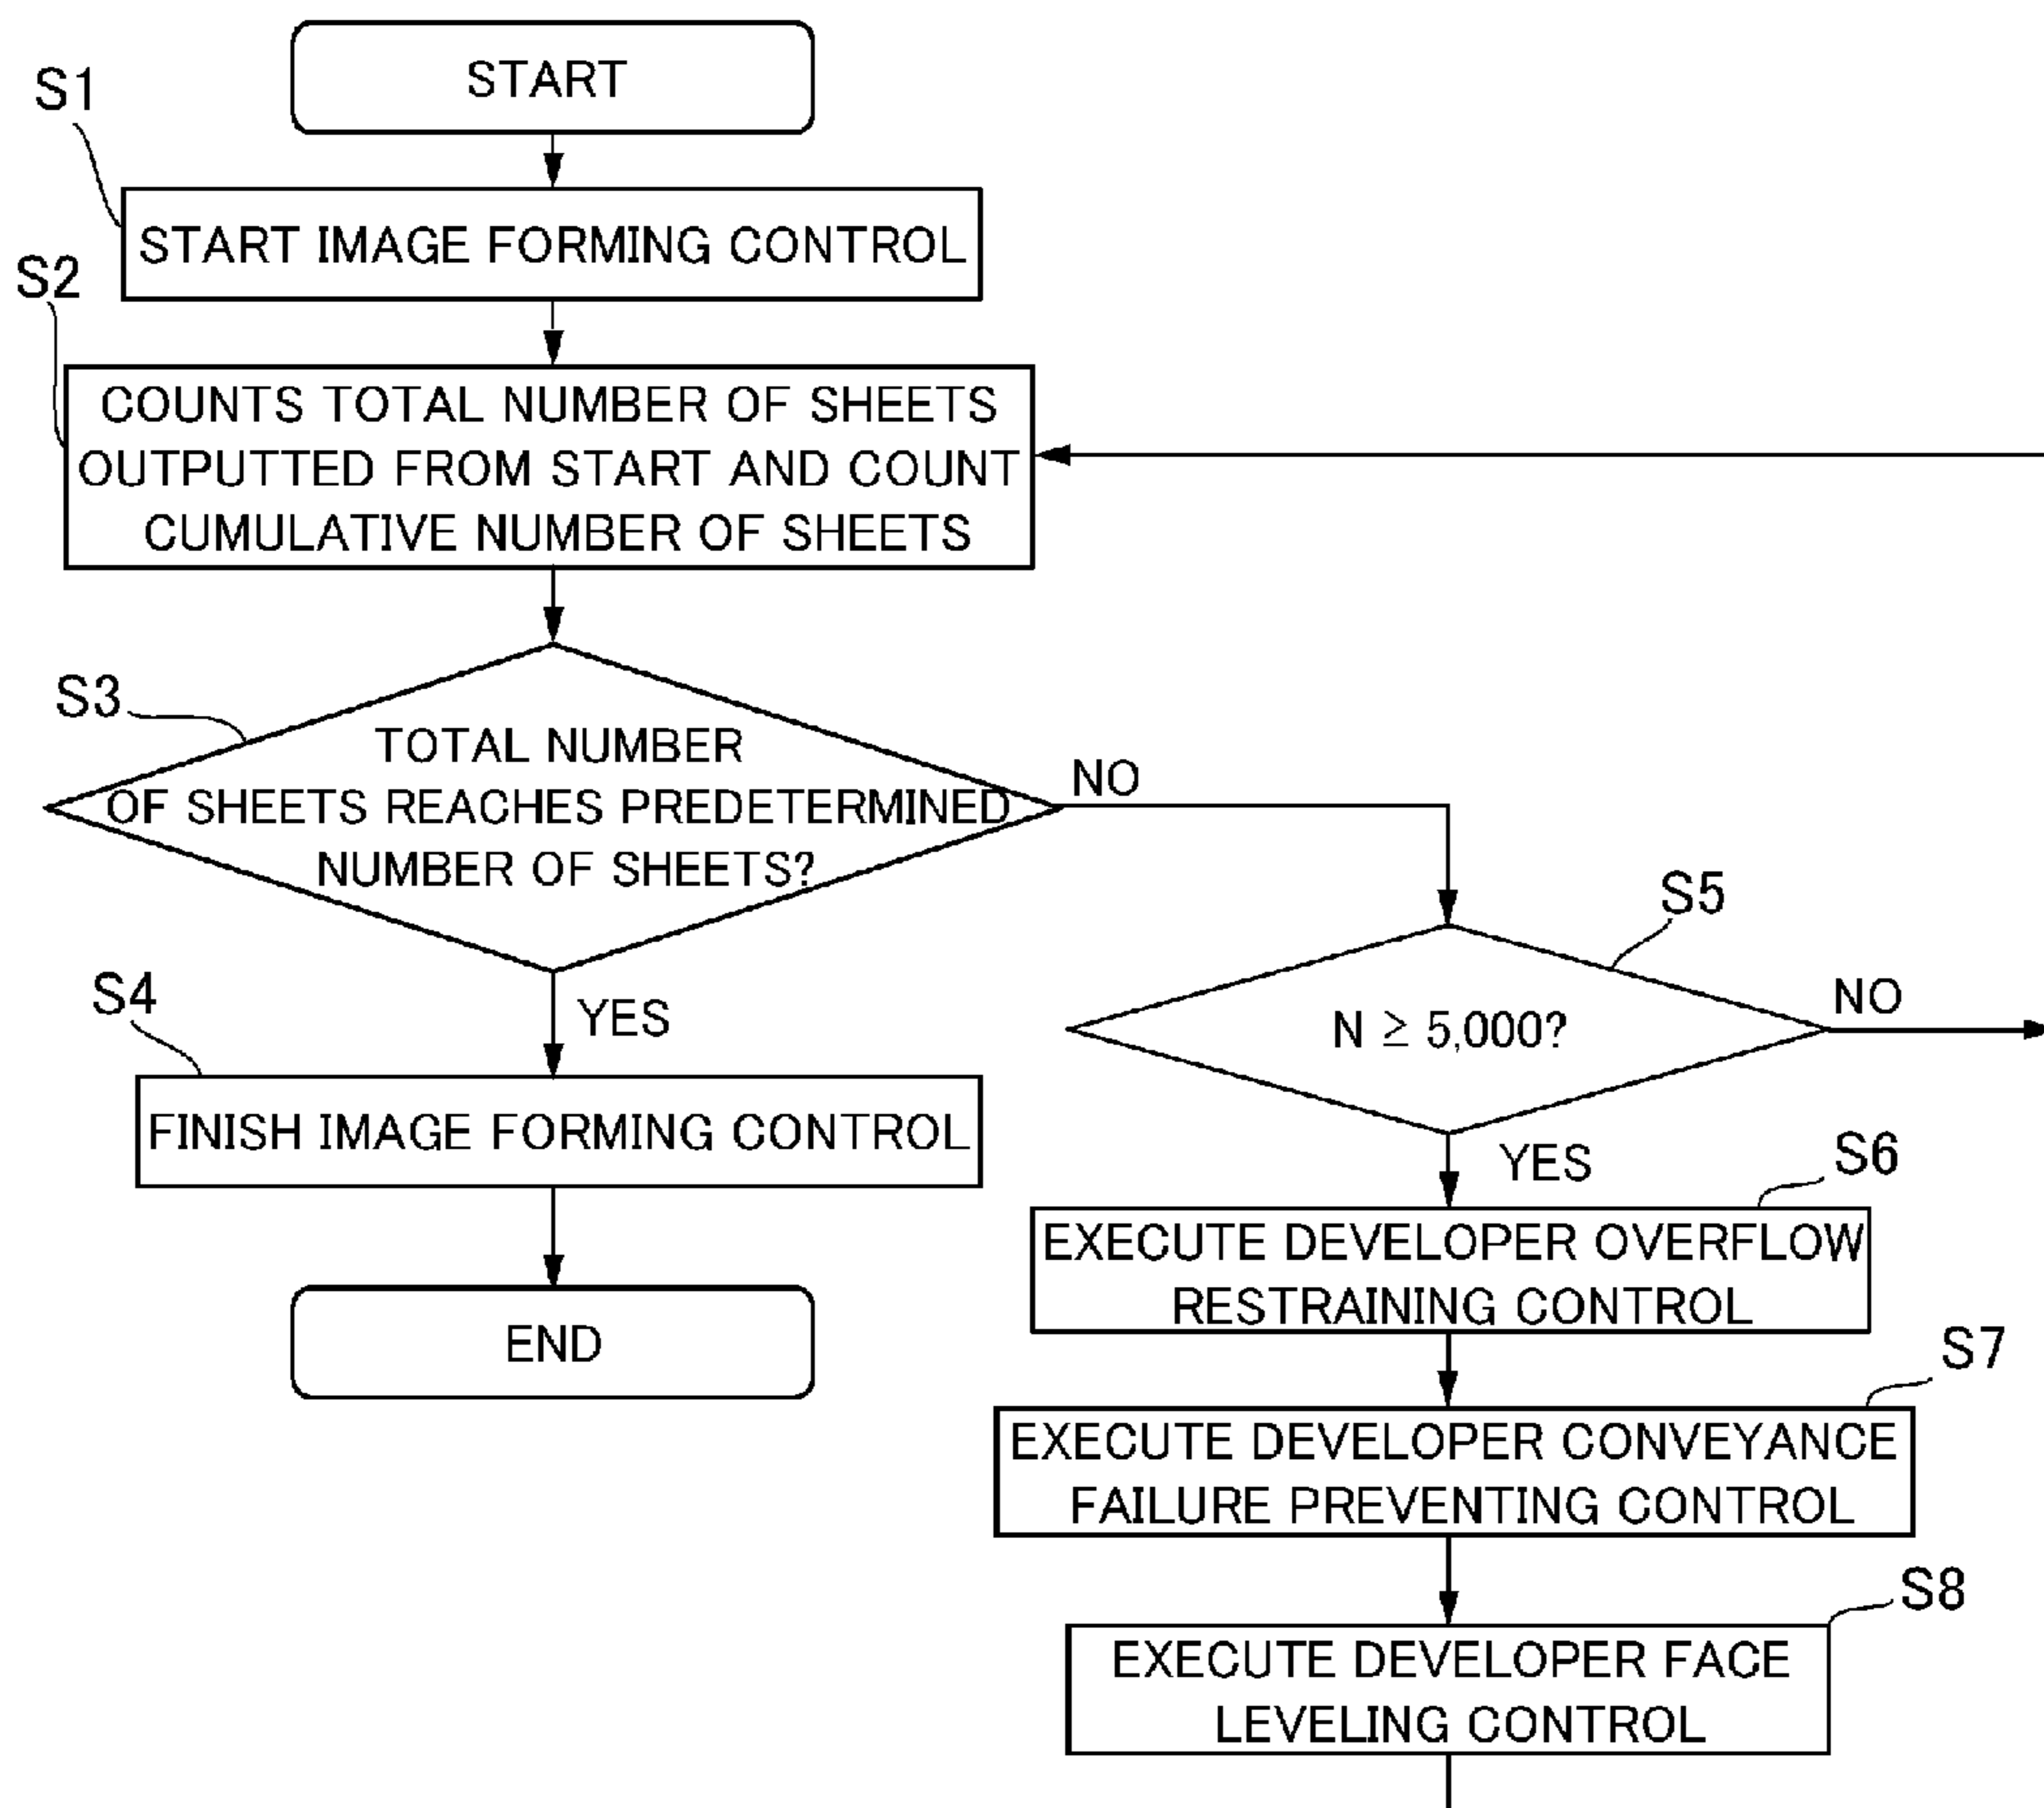 START
S1
START IMAGE FORMING CONTROL
S2
COUNTS TOTAL NUMBER OF SHEETS
OUTPUTTED FROM START AND COUNT
CUMULATIVE NUMBER OF SHEETS
S3
TOTAL NUMBER
OF SHEETS REACHES PREDETERMINED
NUMBER OF SHEETS?
NO
YES
S4
FINISH IMAGE FORMING CONTROL
END
S5
N ≥ 5,000?
NO
YES
S6
EXECUTE DEVELOPER OVERFLOW
RESTRAINING CONTROL
S7
EXECUTE DEVELOPER CONVEYANCE
FAILURE PREVENTING CONTROL
S8
EXECUTE DEVELOPER FACE
LEVELING CONTROL